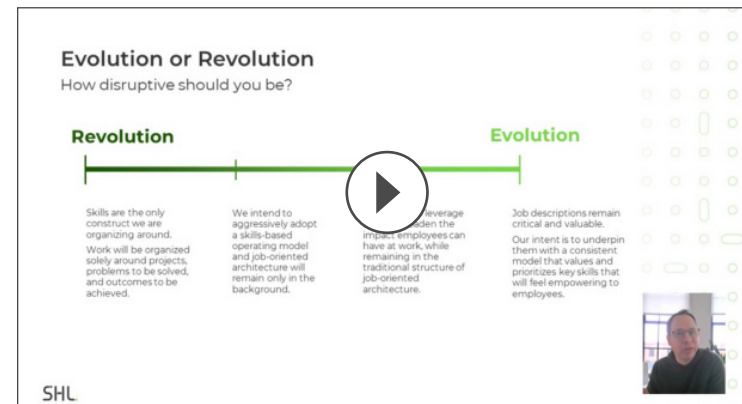 Evolution or Revolution
How disruptive should you be?
Revolution
Evolution
Skills are the only
construct we are
organizing around.
Work will be organized
solely around projects,
problems to be solved,
and outcomes to be
achieved.
We intend to
aggressively adopt
a skills-based
operating model
and job-oriented
architecture will
remain only in the
background.
leverage
impact employees can
have at work, while
remaining in the
traditional structure of
job-oriented
architecture.
Job descriptions remain
critical and valuable.
Our intent is to underpin
them with a consistent
model that values and
prioritizes key skills that
will feel empowering to
employees.
SHL